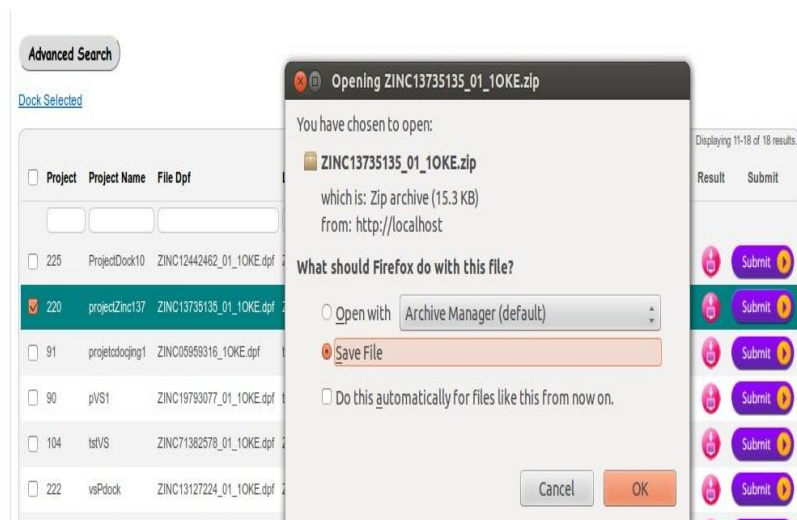 Advanced Search
Dock Selected
Displaying 11-18 of 18 results.
Project Project Name File Dpf Result Submit
225 ProjectDock10 ZINC12442462_01_1OKE.dpf Submit
220 projectZinc137 ZINC13735135_01_1OKE.dpf Submit
91 projetcdocjing1 ZINC05959316_1OKE.dpf Submit
90 pVS1 ZINC19793077_01_1OKE.dpf Submit
104 tstVS ZINC71382578_01_1OKE.dpf Submit
222 vsPdock ZINC13127224_01_1OKE.dpf Submit
Opening ZINC13735135_01_1OKE.zip
You have chosen to open:
ZINC13735135_01_1OKE.zip
which is: Zip archive (15.3 KB)
from: http://localhost
What should Firefox do with this file?
Open with Archive Manager (default)
Save File
Do this automatically for files like this from now on.
Cancel OK